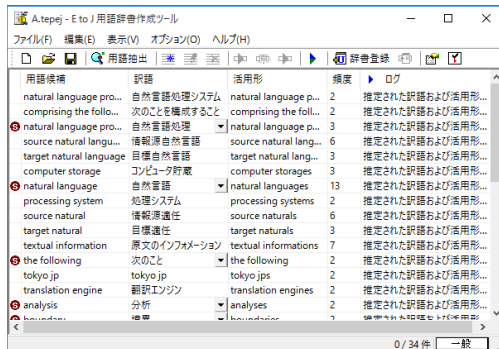 A.tepej - E to J 用語辞書作成ツール
ファイル(F) 編集(E) 表示(V) オプション(O) ヘルプ(H)
用語抽出 辞書登録
用語候補 訳語 活用形 頻度 ログ
natural language pro... 自然言語処理システム natural language p... 2 推定された訳語および活用形...
comprising the follo... 次のことを構成すること comprising the foll... 2 推定された訳語および活用形...
S natural language pro... 自然言語処理 natural language p... 3 推定された訳語および活用形...
source natural langu... 情報源自然言語 source natural lang... 6 推定された訳語および活用形...
target natural language 目標自然言語 target natural lang... 3 推定された訳語および活用形...
computer storage コンピュータ貯蔵 computer storages 3 推定された訳語および活用形...
S natural language 自然言語 natural languages 13 推定された訳語および活用形...
processing system 処理システム processing systems 2 推定された訳語および活用形...
source natural 情報源適任 source naturals 6 推定された訳語および活用形...
target natural 目標適任 target naturals 3 推定された訳語および活用形...
textual information 原文のインフォメーション textual informations 7 推定された訳語および活用形...
S the following 次のこと the following 2 推定された訳語および活用形...
tokyo jp tokyo jp tokyo jps 2 推定された訳語および活用形...
translation engine 翻訳エンジン translation engines 2 推定された訳語および活用形...
S analysis 分析 analyses 2 推定された訳語および活用形...
S boundary 境界 boundaries 2 推定された訳語および活用形...
0 / 34 件 一般